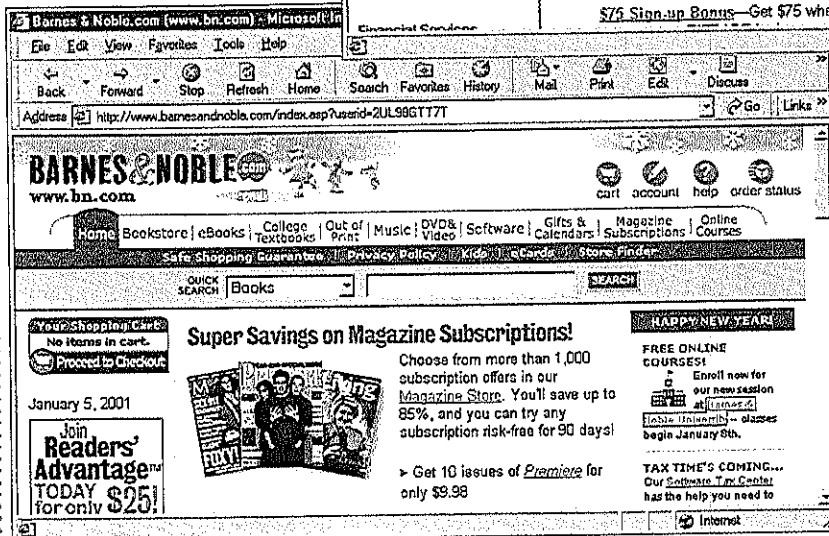 $75 Sign-up Bonus—Get $75 whe
Financial Services
Barnes & Noble.com (www.bn.com) - Microsoft In
File Edit View Favorites Tools Help
Back Forward Stop Refresh Home Search Favorites History Mail Print Edit Discuss
Address http://www.barnesandnoble.com/index.asp?userid=2UL98GTT7T Go Links
BARNES&NOBLE.com
www.bn.com
cart account help order status
Home Bookstore eBooks College Textbooks Out of Print Music DVD& Video Software Gifts & Calendars Magazine Subscriptions Online Courses
Safe Shopping Guarantee Privacy Policy Kids eCards Store Finder
QUICK SEARCH Books SEARCH
Your Shopping Cart
No items in cart.
Proceed to Checkout
January 5, 2001
Join
Readers'
Advantage™
TODAY
for only $25!
Super Savings on Magazine Subscriptions!
Choose from more than 1,000
subscription offers in our
Magazine Store. You'll save up to
85%, and you can try any
subscription risk-free for 90 days!
> Get 10 issues of Premiere for
only $9.98
HAPPY NEW YEAR!
FREE ONLINE
COURSES!
Enroll now for
our new session
at Barnes &
Noble University -- classes
begin January 8th.
TAX TIME'S COMING...
Our Software Tax Center
has the help you need to
Internet